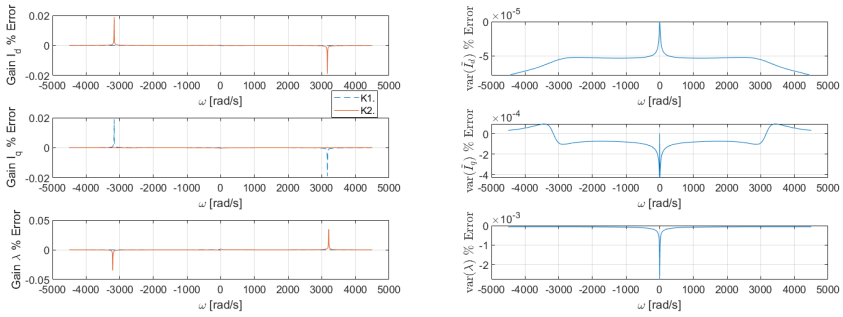 Gain I_d % Error
0.02
0
-0.02
-5000 -4000 -3000 -2000 -1000 0 1000 2000 3000 4000 5000
ω [rad/s]
K1.
K2.
Gain I_q % Error
0.02
0
-0.02
-5000 -4000 -3000 -2000 -1000 0 1000 2000 3000 4000 5000
ω [rad/s]
Gain λ % Error
0.05
0
-0.05
-5000 -4000 -3000 -2000 -1000 0 1000 2000 3000 4000 5000
ω [rad/s]
×10⁻⁵
var(Ĩ_d) % Error
0
-5
-5000 -4000 -3000 -2000 -1000 0 1000 2000 3000 4000 5000
ω [rad/s]
×10⁻⁴
var(Ĩ_q) % Error
0
-2
-4
-5000 -4000 -3000 -2000 -1000 0 1000 2000 3000 4000 5000
ω [rad/s]
×10⁻³
var(λ) % Error
0
-1
-2
-5000 -4000 -3000 -2000 -1000 0 1000 2000 3000 4000 5000
ω [rad/s]